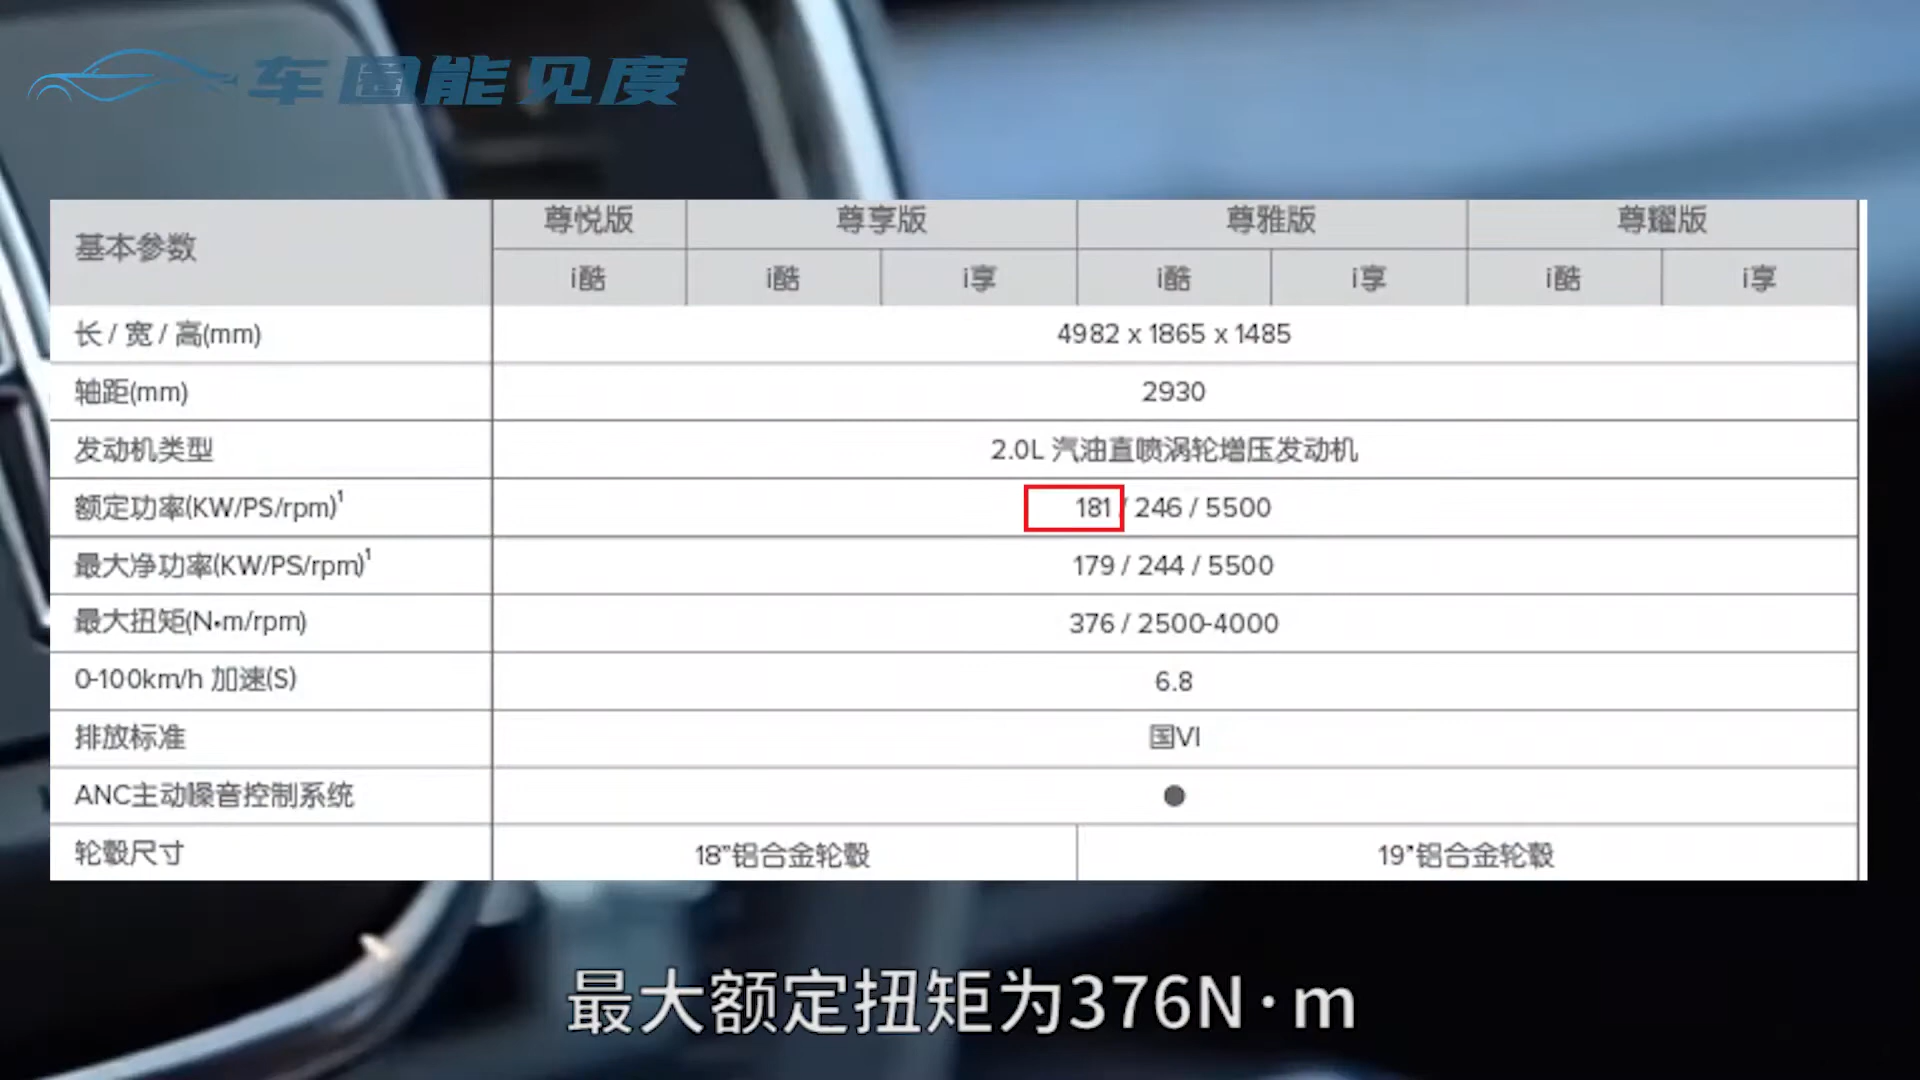 车圈能见度
基本参数 尊悦版 尊享版 尊雅版 尊耀版
i酷 i酷 i享 i酷 i享 i酷 i享
长 / 宽 / 高(mm) 4982 x 1865 x 1485
轴距(mm) 2930
发动机类型 2.0L 汽油直喷涡轮增压发动机
额定功率(KW/PS/rpm)¹ 181 / 246 / 5500
最大净功率(KW/PS/rpm)¹ 179 / 244 / 5500
最大扭矩(N•m/rpm) 376 / 2500-4000
0-100km/h 加速(S) 6.8
排放标准 国VI
ANC主动噪音控制系统 ●
轮毂尺寸 18”铝合金轮毂 19”铝合金轮毂
最大额定扭矩为376N·m